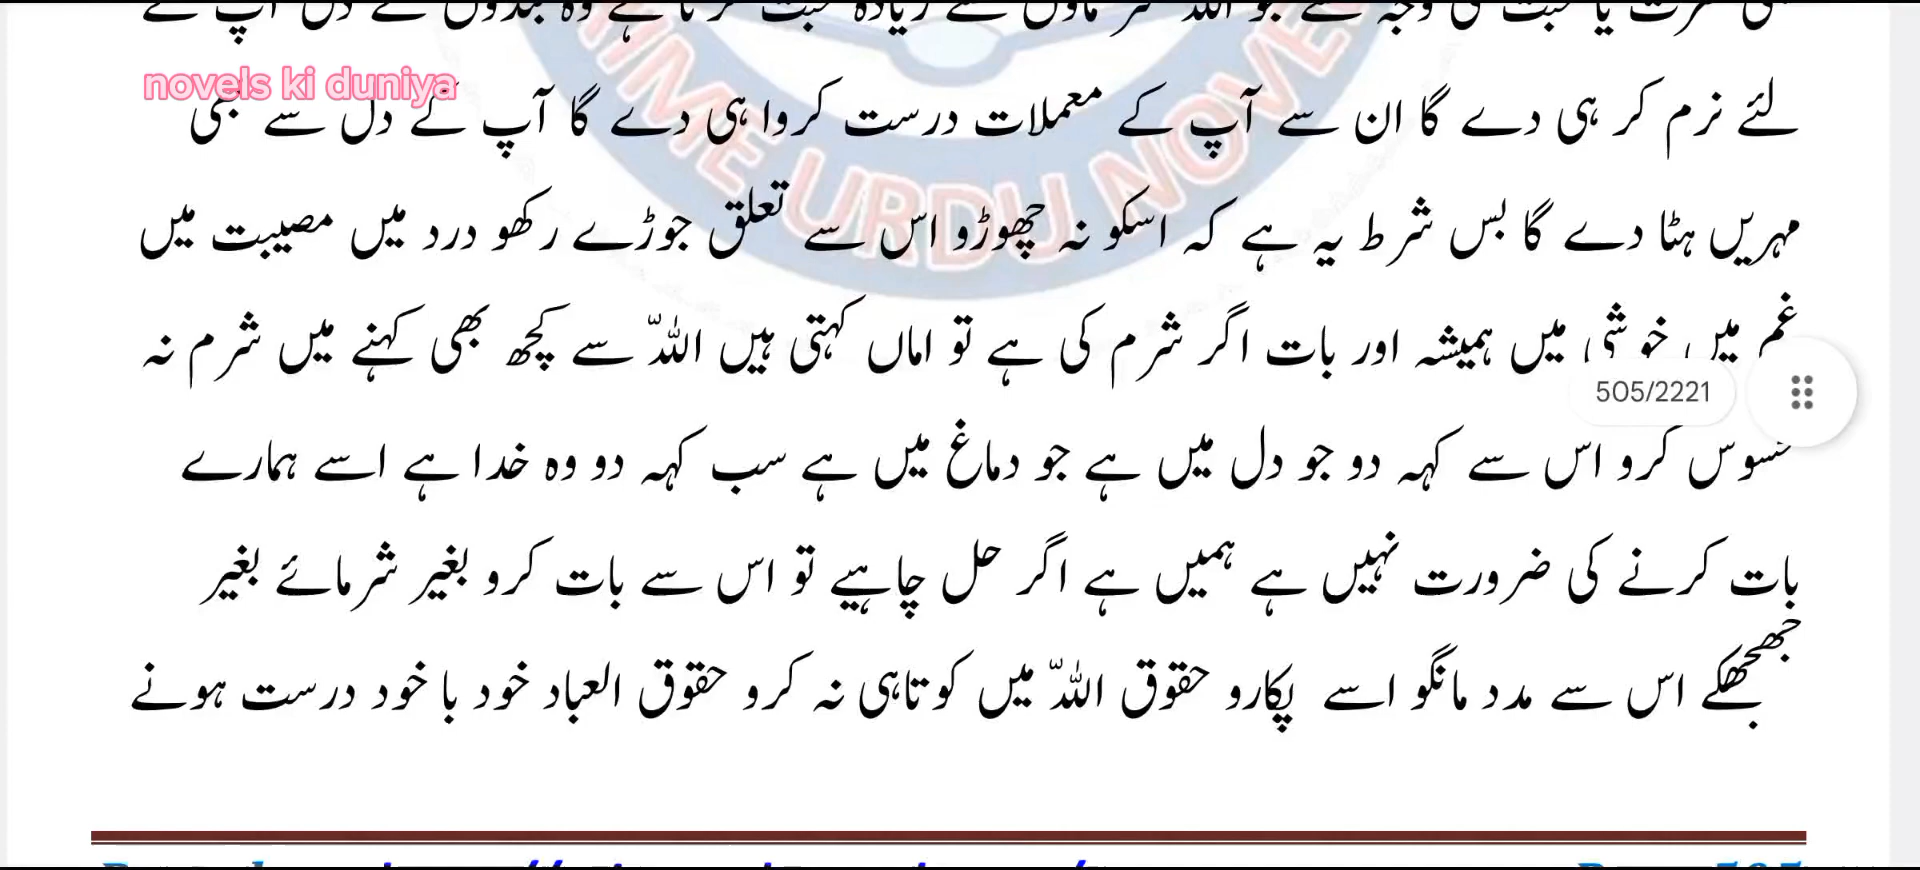 novels ki duniya
لئے نرم کر ہی دے گا ان سے آپ کے معملات درست کروا ہی دے گا آپ کے دل سے بھی
مہریں ہٹا دے گا بس شرط یہ ہے کہ اسکو نہ چھوڑو اس سے تعلق جوڑے رکھو درد میں مصیبت میں
غم میں خوشی میں ہمیشہ اور بات اگر شرم کی ہے تو اماں کہتی ہیں اللہ سے کچھ بھی کہنے میں شرم نہ
505/2221
کرو اس سے کہہ دو جو دل میں ہے جو دماغ میں ہے سب کہہ دو وہ خدا ہے اسے ہمارے
بات کرنے کی ضرورت نہیں ہے ہمیں ہے اگر حل چاہیے تو اس سے بات کرو بغیر شرمائے بغیر
جھجھکے اس سے مدد مانگو اسے پکارو حقوق اللہ میں کوتاہی نہ کرو حقوق العباد خود با خود درست ہونے
URDU NOVE